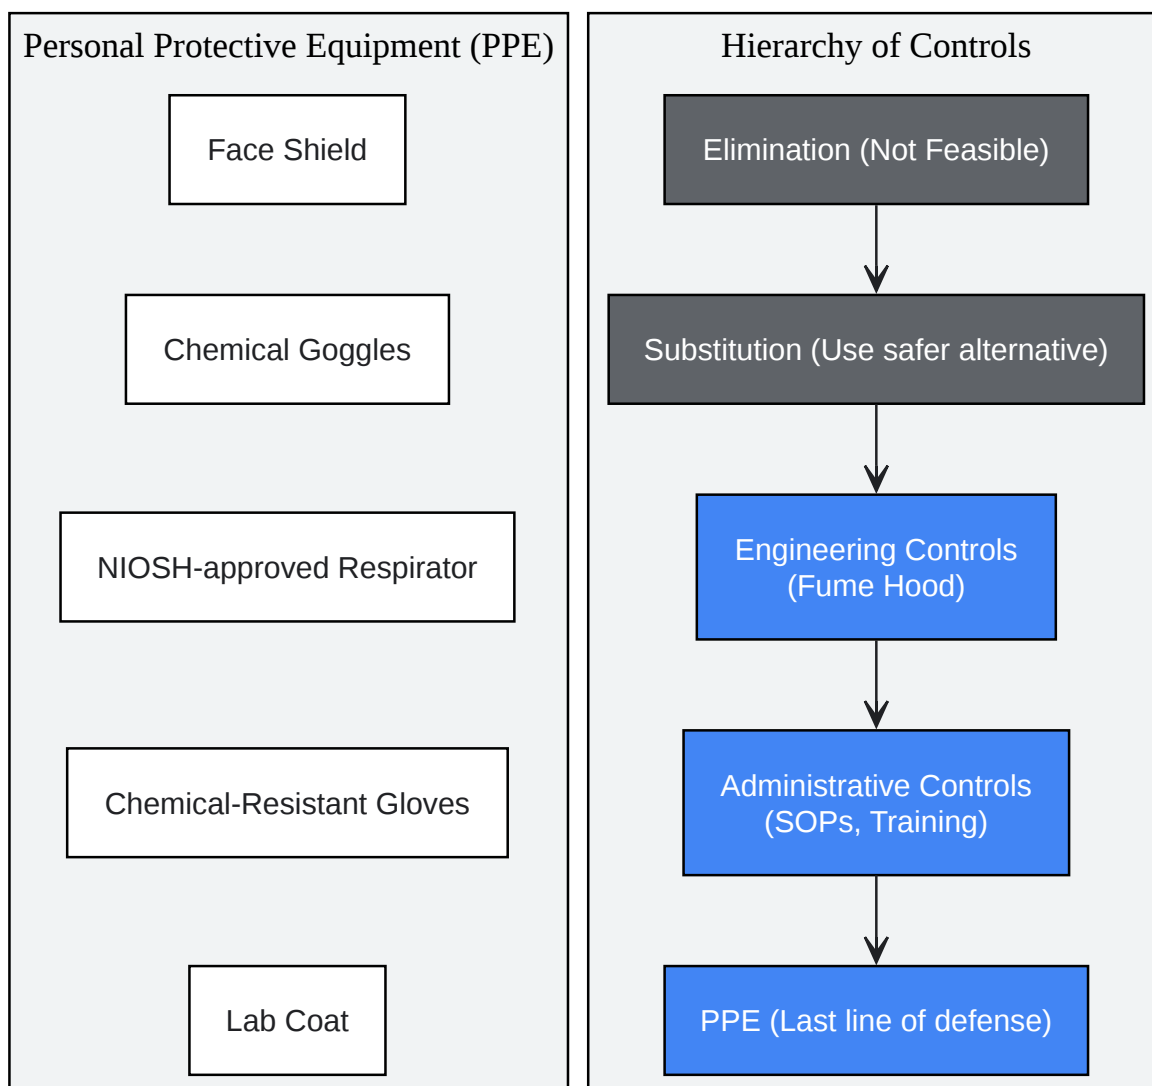 Personal Protective Equipment (PPE)
Face Shield
Chemical Goggles
NIOSH-approved Respirator
Chemical-Resistant Gloves
Lab Coat
Hierarchy of Controls
Elimination (Not Feasible)
Substitution (Use safer alternative)
Engineering Controls
(Fume Hood)
Administrative Controls
(SOPs, Training)
PPE (Last line of defense)